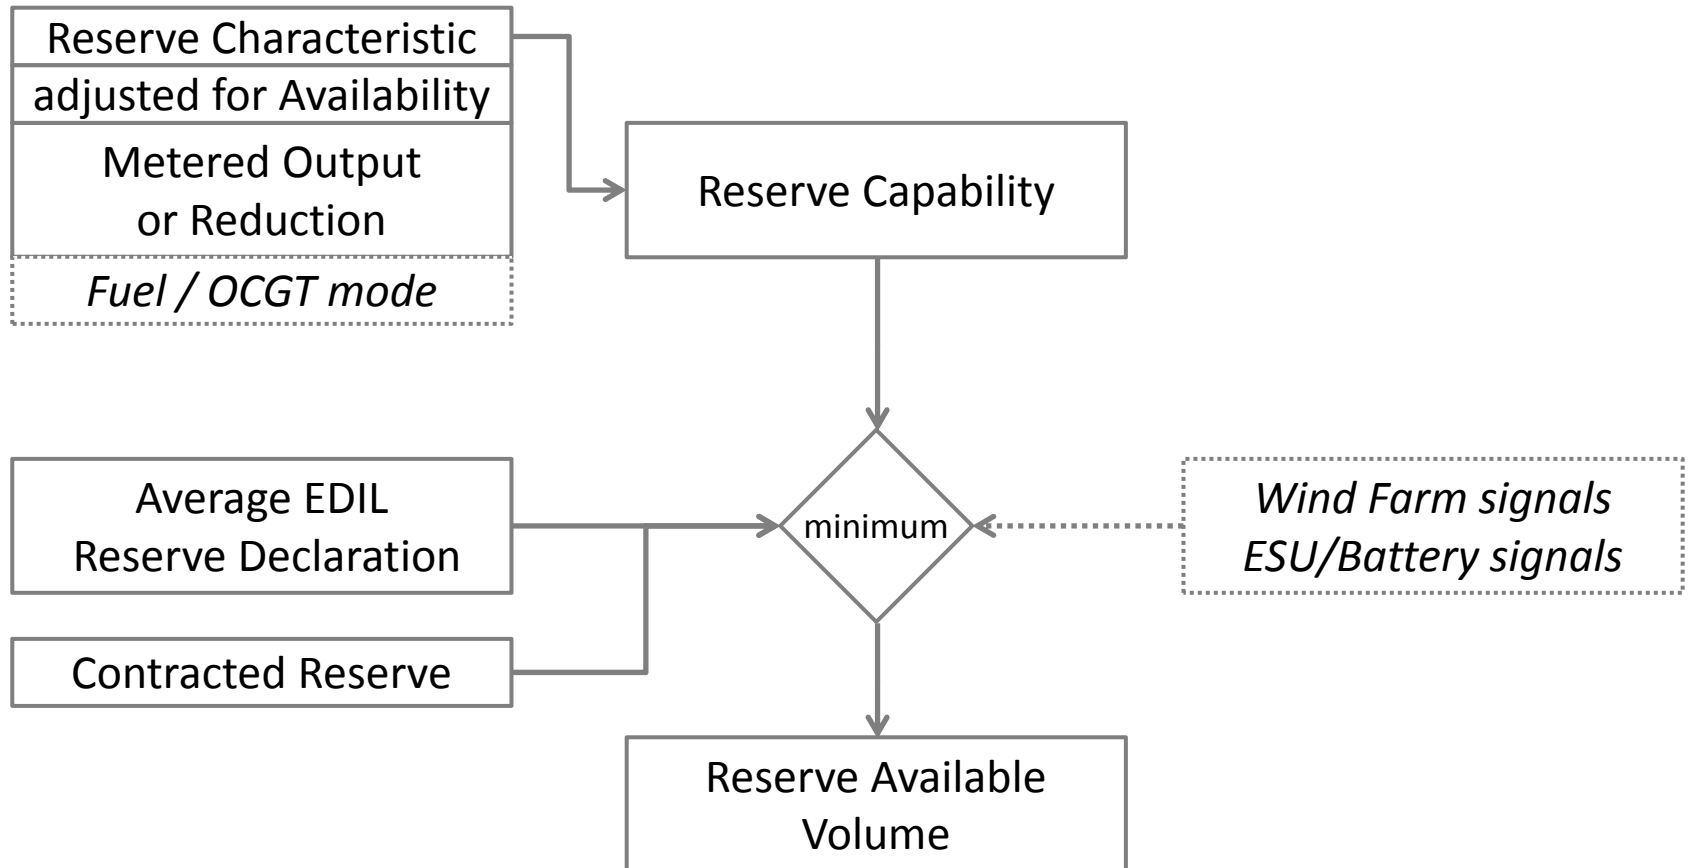 Reserve Characteristic
adjusted for Availability
Metered Output
or Reduction
Fuel / OCGT mode
Reserve Capability
Average EDIL
Reserve Declaration
Contracted Reserve
minimum
Wind Farm signals
ESU/Battery signals
Reserve Available
Volume